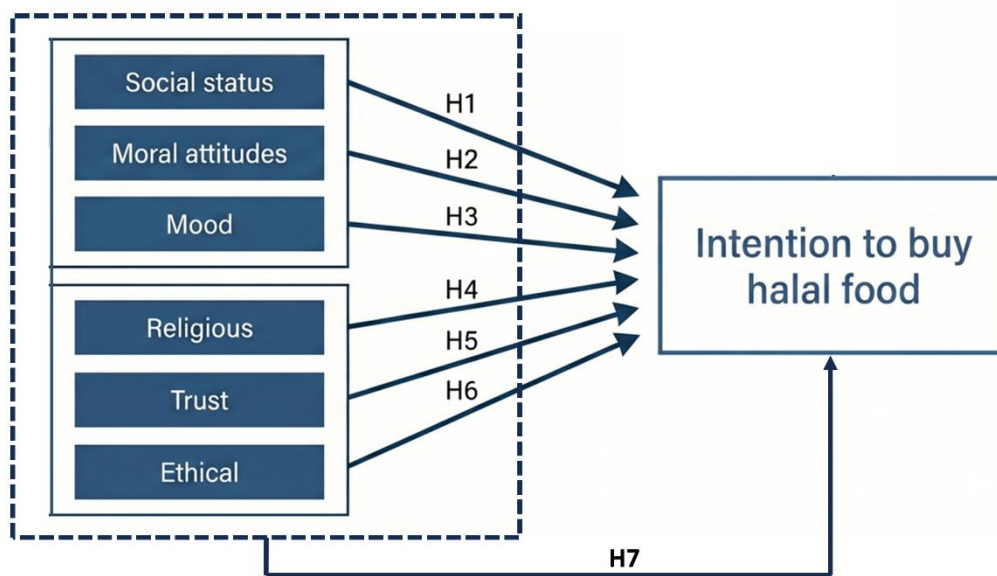 Social status
Moral attitudes
Mood
Religious
Trust
Ethical
H1
H2
H3
H4
H5
H6
Intention to buy
halal food
H7